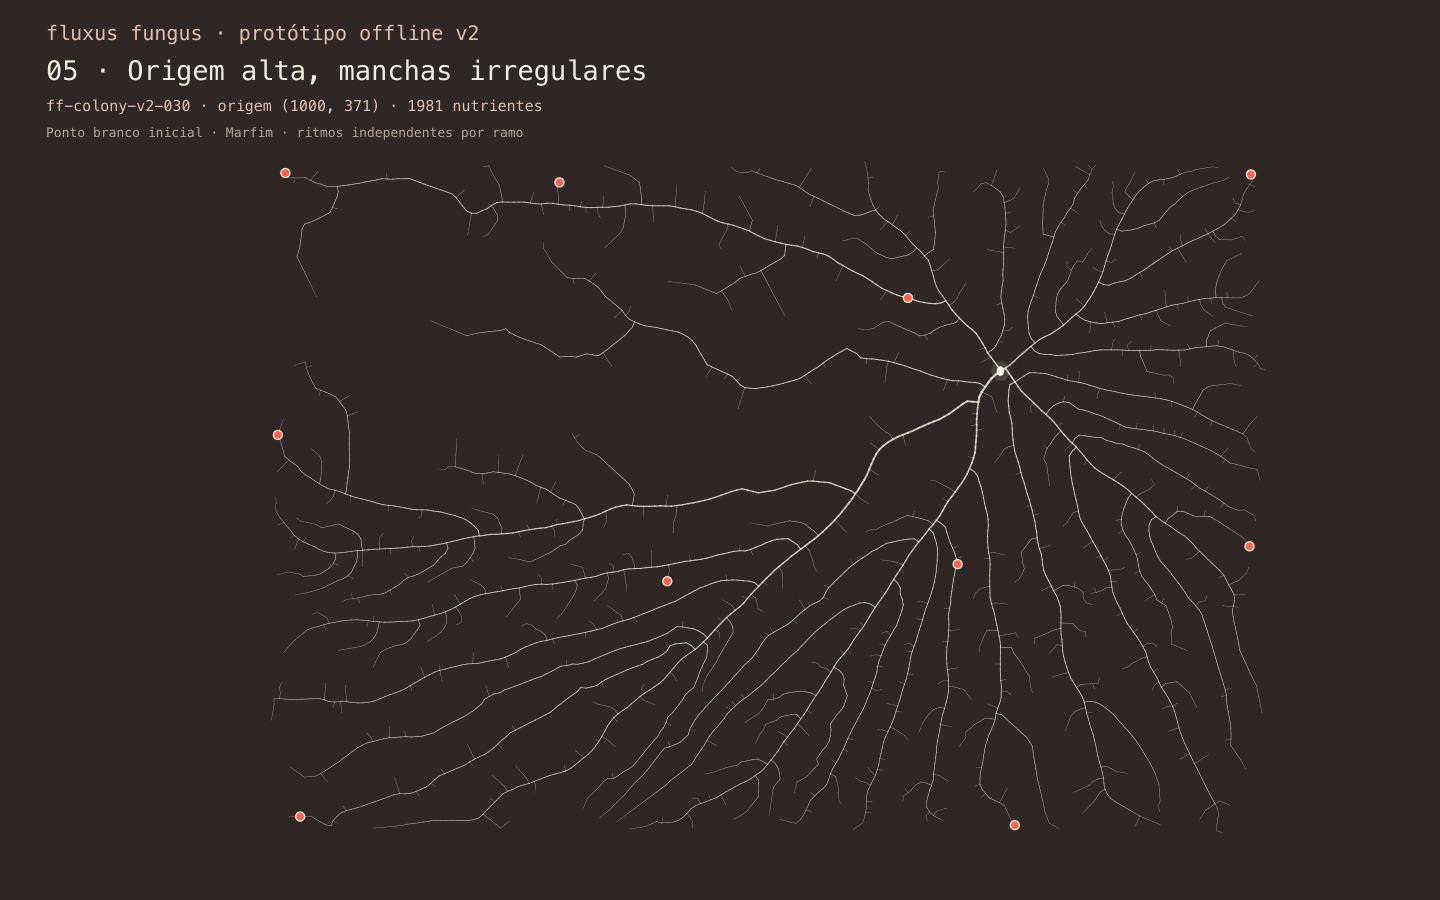 fluxus fungus · protótipo offline v2
05 · Origem alta, manchas irregulares
ff-colony-v2-030 · origem (1000, 371) · 1981 nutrientes
Ponto branco inicial · Marfim · ritmos independentes por ramo